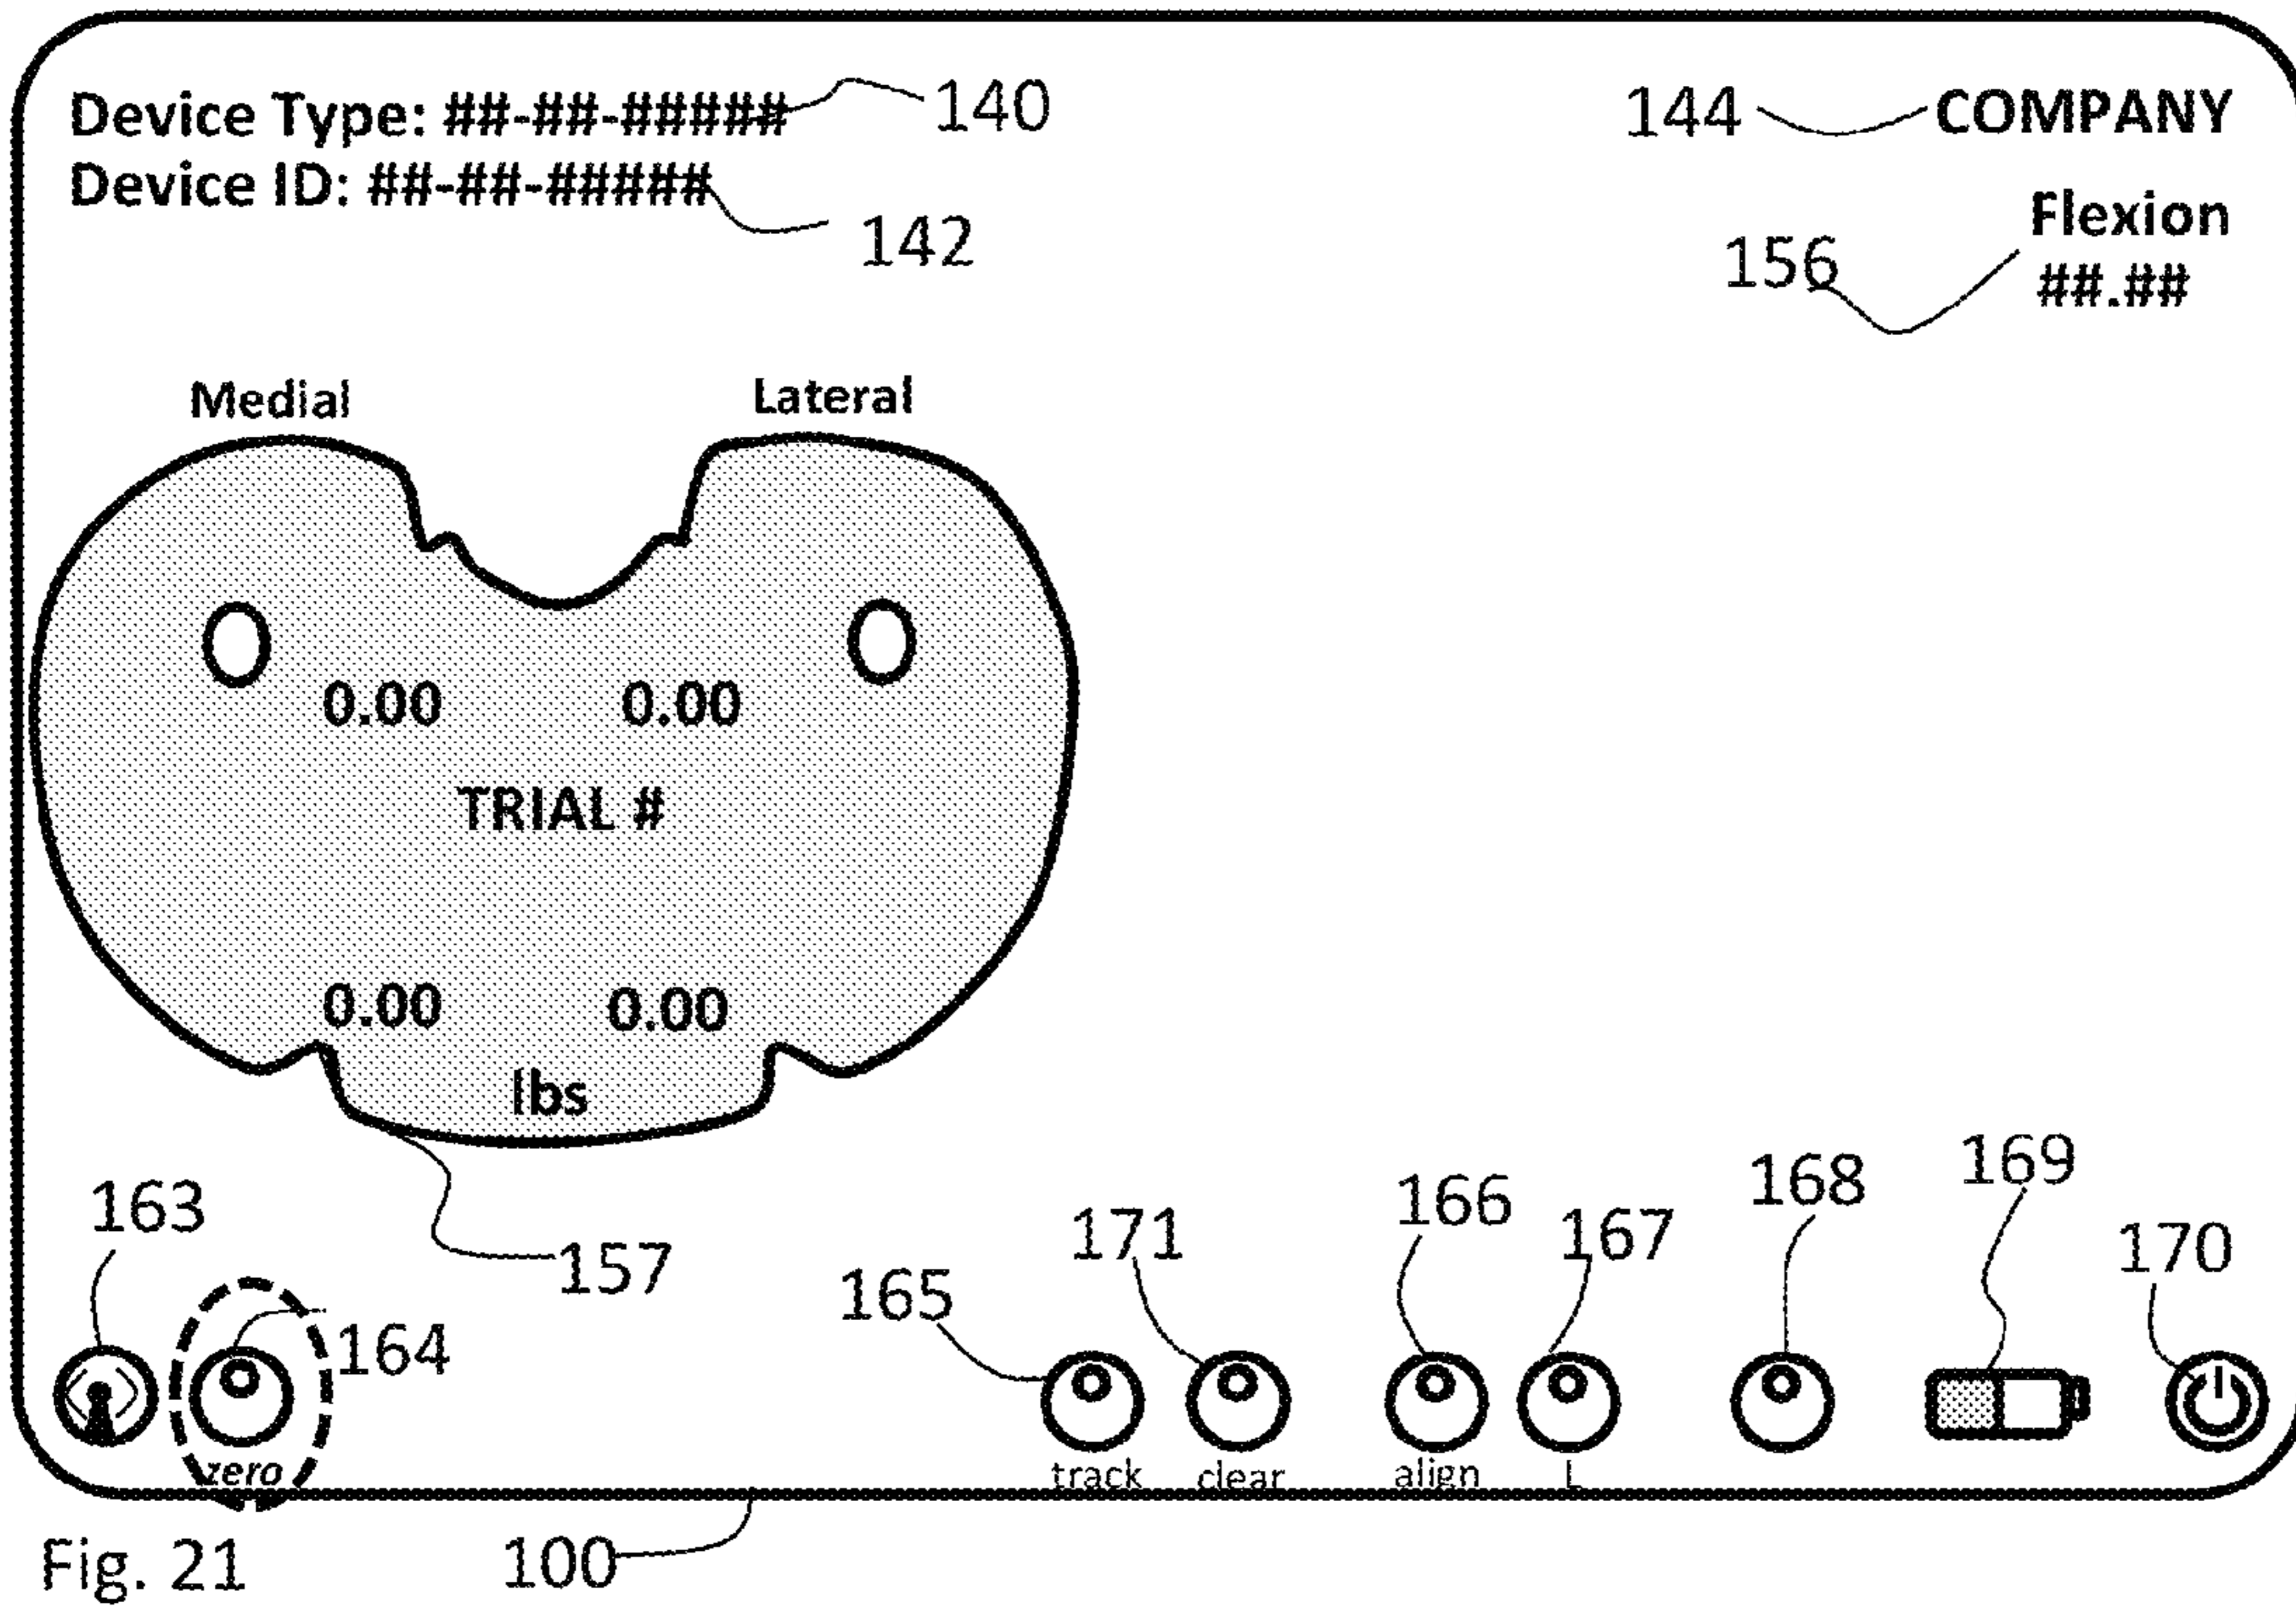 Device Type: ##-##-##### 140 144 COMPANY
Device ID: ##-##-##### 142
Flexion
156 ##.##
Medial Lateral
0.00 0.00
TRIAL #
0.00 0.00
lbs
163 157 165 171 166 167 168 169 170
164
zero track clear align L
Fig. 21 100